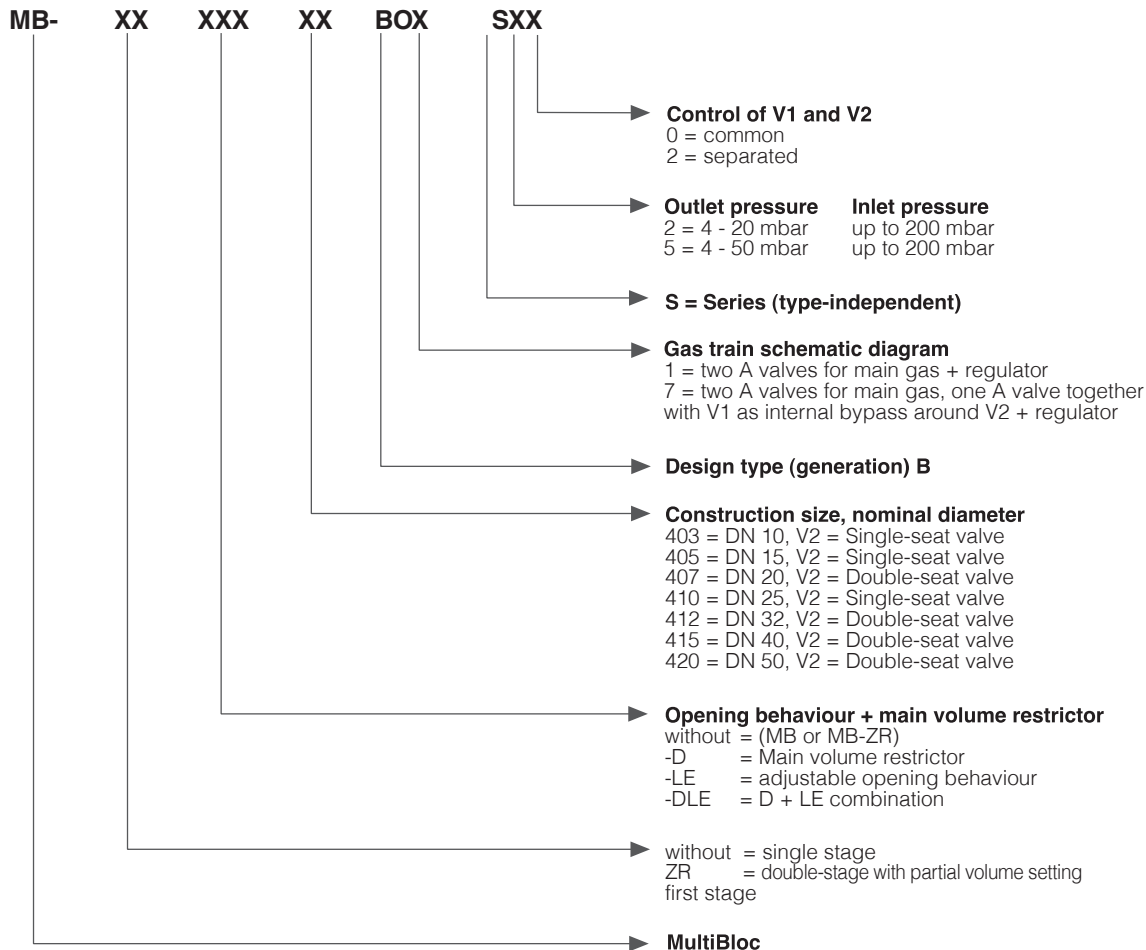 MB- XX XXX XX BOX SXX
Control of V1 and V2
0 = common
2 = separated
Outlet pressure Inlet pressure
2 = 4 - 20 mbar up to 200 mbar
5 = 4 - 50 mbar up to 200 mbar
S = Series (type-independent)
Gas train schematic diagram
1 = two A valves for main gas + regulator
7 = two A valves for main gas, one A valve together
with V1 as internal bypass around V2 + regulator
Design type (generation) B
Construction size, nominal diameter
403 = DN 10, V2 = Single-seat valve
405 = DN 15, V2 = Single-seat valve
407 = DN 20, V2 = Double-seat valve
410 = DN 25, V2 = Single-seat valve
412 = DN 32, V2 = Double-seat valve
415 = DN 40, V2 = Double-seat valve
420 = DN 50, V2 = Double-seat valve
Opening behaviour + main volume restrictor
without = (MB or MB-ZR)
-D = Main volume restrictor
-LE = adjustable opening behaviour
-DLE = D + LE combination
without = single stage
ZR = double-stage with partial volume setting
first stage
MultiBloc